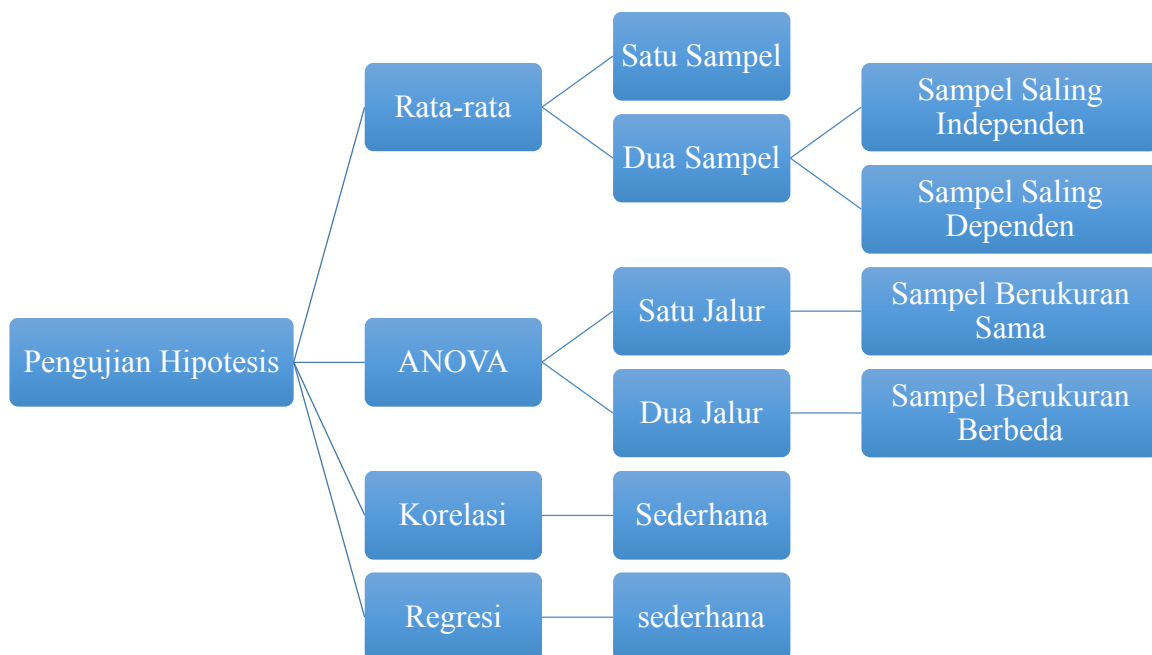 Pengujian Hipotesis
Rata-rata
Satu Sampel
Dua Sampel
Sampel Saling
Independen
Sampel Saling
Dependen
ANOVA
Satu Jalur
Sampel Berukuran
Sama
Dua Jalur
Sampel Berukuran
Berbeda
Korelasi
Sederhana
Regresi
sederhana